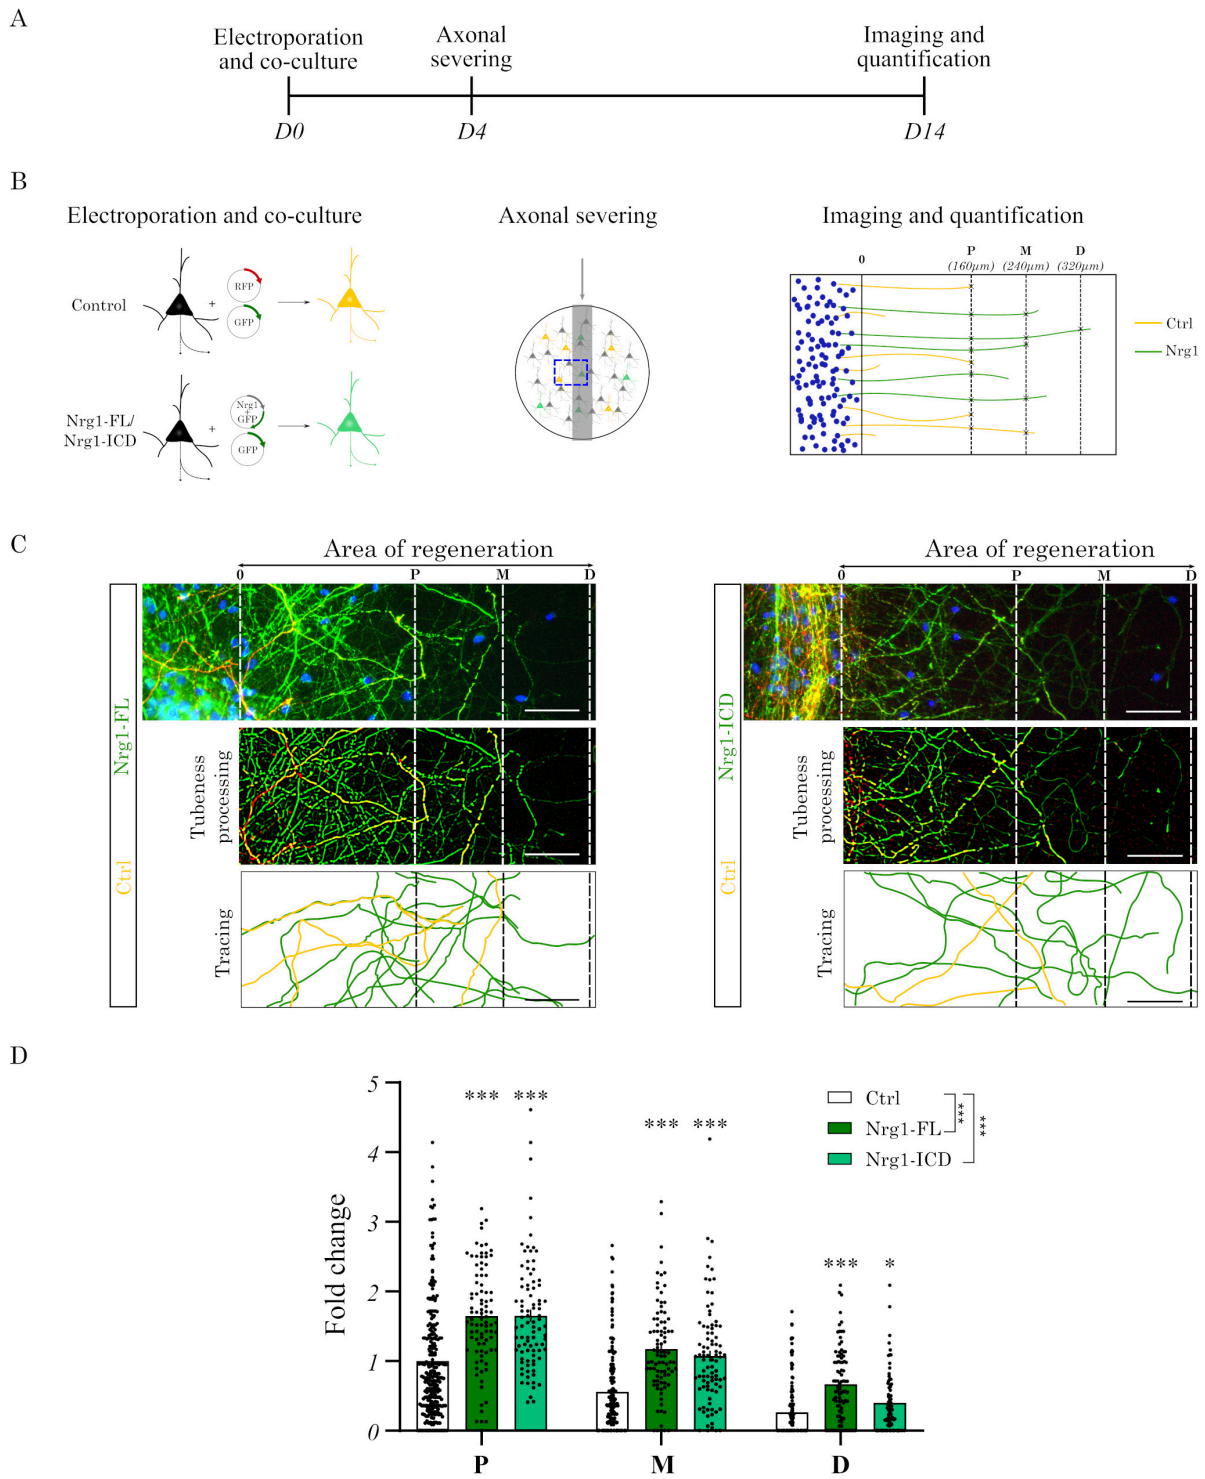 A
Electroporation
and co-culture
Axonal
severing
Imaging and
quantification
D0
D4
D14
B
Electroporation and co-culture
Axonal severing
Imaging and quantification
Control
+
RFP
GFP
Nrg1-FL/
Nrg1-ICD
+
Nrg1
+
GFP
GFP
0
P
M
D
(160µm)
(240µm)
(320µm)
Ctrl
Nrg1
C
Area of regeneration
0
P
M
D
Ctrl
Nrg1-FL
Tubeness
processing
Tracing
Area of regeneration
0
P
M
D
Ctrl
Nrg1-ICD
Tubeness
processing
Tracing
D
Fold change
5
4
3
2
1
0
*** ***
*** ***
*** *
Ctrl
Nrg1-FL
Nrg1-ICD
***
***
P
M
D